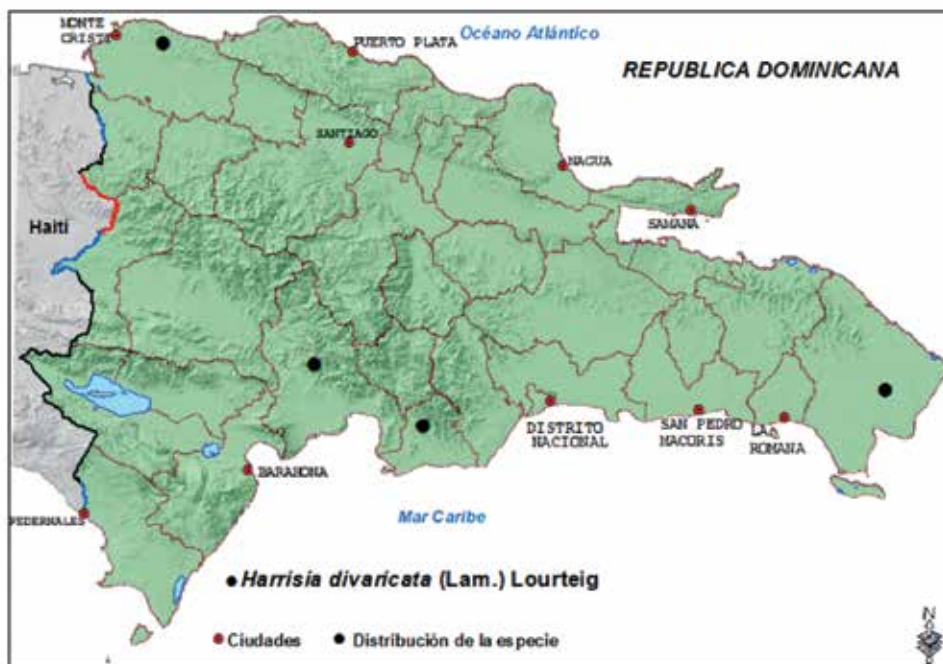 MONTE
CRISTI
PUERTO PLATA
Océano Atlántico
REPUBLICA DOMINICANA
SANTIAGO
NAGUA
SAMANA
Haití
DISTRITO
NACIONAL
SAN PEDRO
MACORIS
LA
ROMANA
BARAHONA
PEDERNALES
Mar Caribe
Harrisia divaricata (Lam.) Lourteig
Ciudades
Distribución de la especie
N